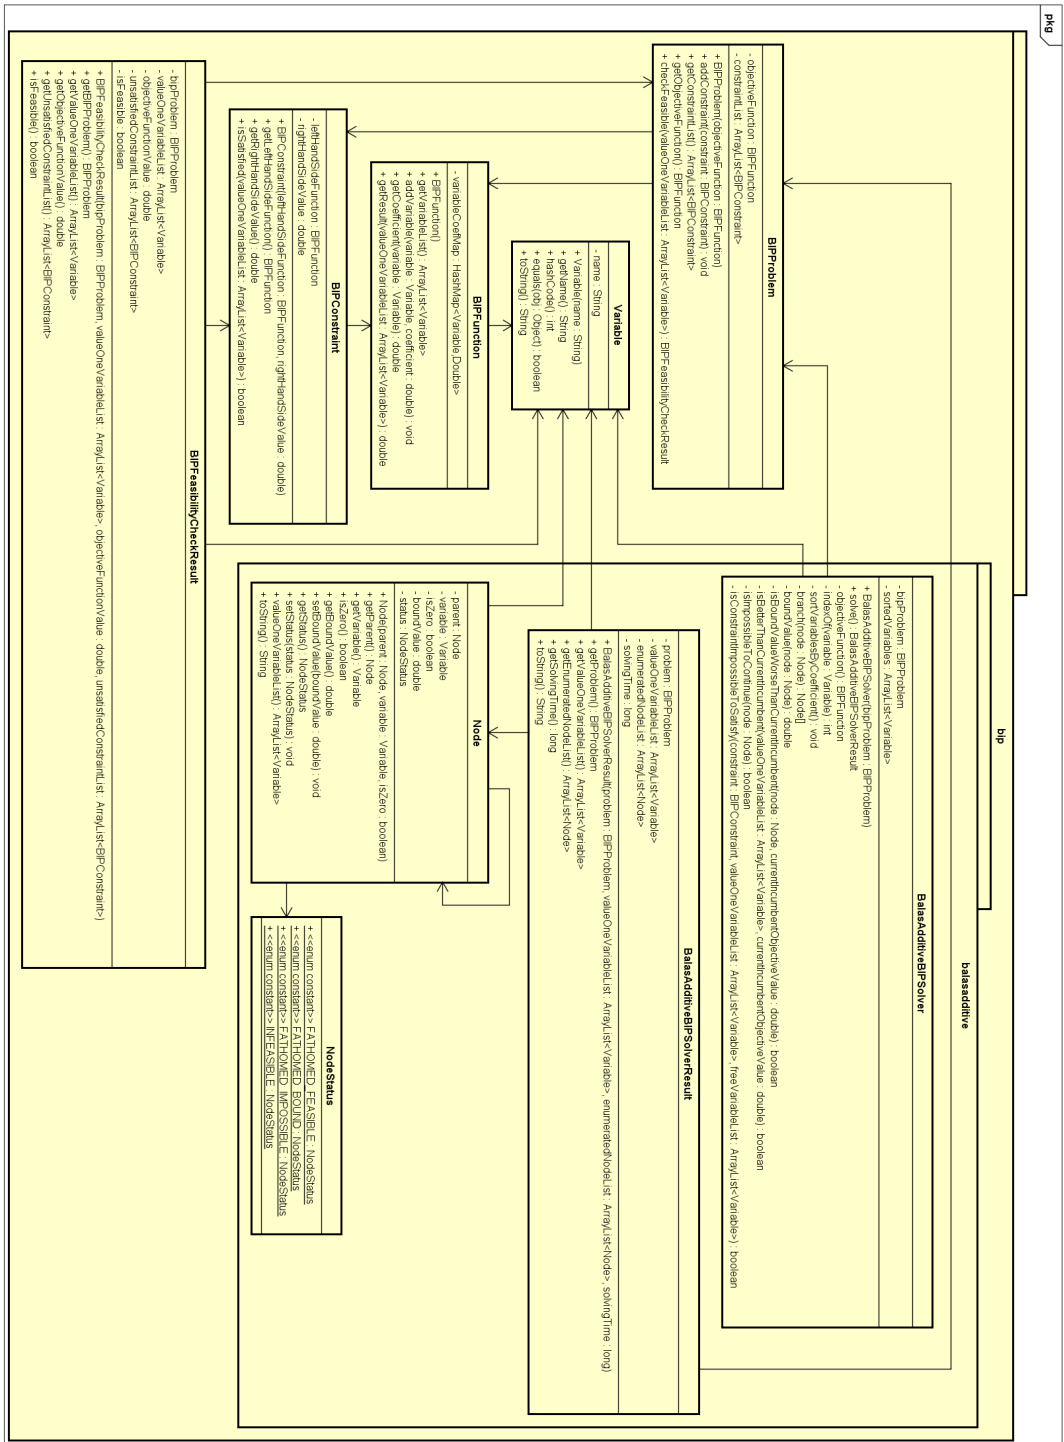 pkg
bip
BIPProblem
- objectiveFunction : BIPFunction
- constraintList : ArrayList<BIPConstraint>
+ BIPProblem(objectiveFunction : BIPFunction)
+ addConstraint(constraint : BIPConstraint) : void
+ getConstraintList() : ArrayList<BIPConstraint>
+ getObjectiveFunction() : BIPFunction
+ checkFeasible(valueOneVariableList : ArrayList<Variable>) : BIPFeasibilityCheckResult
Variable
- name : String
+ Variable(name : String)
+ getName() : String
+ hashCode() : int
+ equals(obj : Object) : boolean
+ toString() : String
BIPFunction
- variableCoefMap : HashMap<Variable,Double>
+ BIPFunction()
+ getVariableList() : ArrayList<Variable>
+ addVariable(variable : Variable, coefficient : double) : void
+ getCoefficient(variable : Variable) : double
+ getResult(valueOneVariableList : ArrayList<Variable>) : double
BIPConstraint
- leftHandSideFunction : BIPFunction
- rightHandSideValue : double
+ BIPConstraint(leftHandSideFunction : BIPFunction, rightHandSideValue : double)
+ getLeftHandSideFunction() : BIPFunction
+ getRightHandSideValue() : double
+ isSatisfied(valueOneVariableList : ArrayList<Variable>) : boolean
BIPFeasibilityCheckResult
- bipProblem : BIPProblem
- valueOneVariableList : ArrayList<Variable>
- objectiveFunctionValue : double
- unsatisfiedConstraintList : ArrayList<BIPConstraint>
- isFeasible : boolean
+ BIPFeasibilityCheckResult(bipProblem : BIPProblem, valueOneVariableList : ArrayList<Variable>, objectiveFunctionValue : double, unsatisfiedConstraintList : ArrayList<BIPConstraint>)
+ getBIPProblem() : BIPProblem
+ getValueOneVariableList() : ArrayList<Variable>
+ getObjectiveFunctionValue() : double
+ getUnsatisfiedConstraintList() : ArrayList<BIPConstraint>
+ isFeasible() : boolean
balasadditive
BalasAdditiveBIPSolver
- bipProblem : BIPProblem
- sortedVariables : ArrayList<Variable>
+ BalasAdditiveBIPSolver(bipProblem : BIPProblem)
+ solve() : BalasAdditiveBIPSolverResult
- objectiveFunction() : BIPFunction
- indexOf(variable : Variable) : int
- sortVariablesByCoefficient() : void
- branch(node : Node) : Node[]
- boundValue(node : Node) : double
- isBoundValueWorseThanCurrentIncumbent(node : Node, currentIncumbentObjectiveValue : double) : boolean
- isBetterThanCurrentIncumbent(valueOneVariableList : ArrayList<Variable>, currentIncumbentObjectiveValue : double) : boolean
- isImpossibleToContinue(node : Node) : boolean
- isConstraintImpossibleToSatisfy(constraint : BIPConstraint, valueOneVariableList : ArrayList<Variable>, freeVariableList : ArrayList<Variable>) : boolean
BalasAdditiveBIPSolverResult
- problem : BIPProblem
- valueOneVariableList : ArrayList<Variable>
- enumeratedNodeList : ArrayList<Node>
- solvingTime : long
+ BalasAdditiveBIPSolverResult(problem : BIPProblem, valueOneVariableList : ArrayList<Variable>, enumeratedNodeList : ArrayList<Node>, solvingTime : long)
+ getProblem() : BIPProblem
+ getValueOneVariableList() : ArrayList<Variable>
+ getEnumeratedNodeList() : ArrayList<Node>
+ getSolvingTime() : long
+ toString() : String
Node
- parent : Node
- variable : Variable
- isZero : boolean
- boundValue : double
- status : NodeStatus
+ Node(parent : Node, variable : Variable, isZero : boolean)
+ getParent() : Node
+ getVariable() : Variable
+ isZero() : boolean
+ getBoundValue() : double
+ setBoundValue(boundValue : double) : void
+ getStatus() : NodeStatus
+ setStatus(status : NodeStatus) : void
+ valueOneVariableList() : ArrayList<Variable>
+ toString() : String
NodeStatus
+ <<enum constant>> FATHOMED_FEASIBLE : NodeStatus
+ <<enum constant>> FATHOMED_BOUND : NodeStatus
+ <<enum constant>> FATHOMED_IMPOSSIBLE : NodeStatus
+ <<enum constant>> INFEASIBLE : NodeStatus